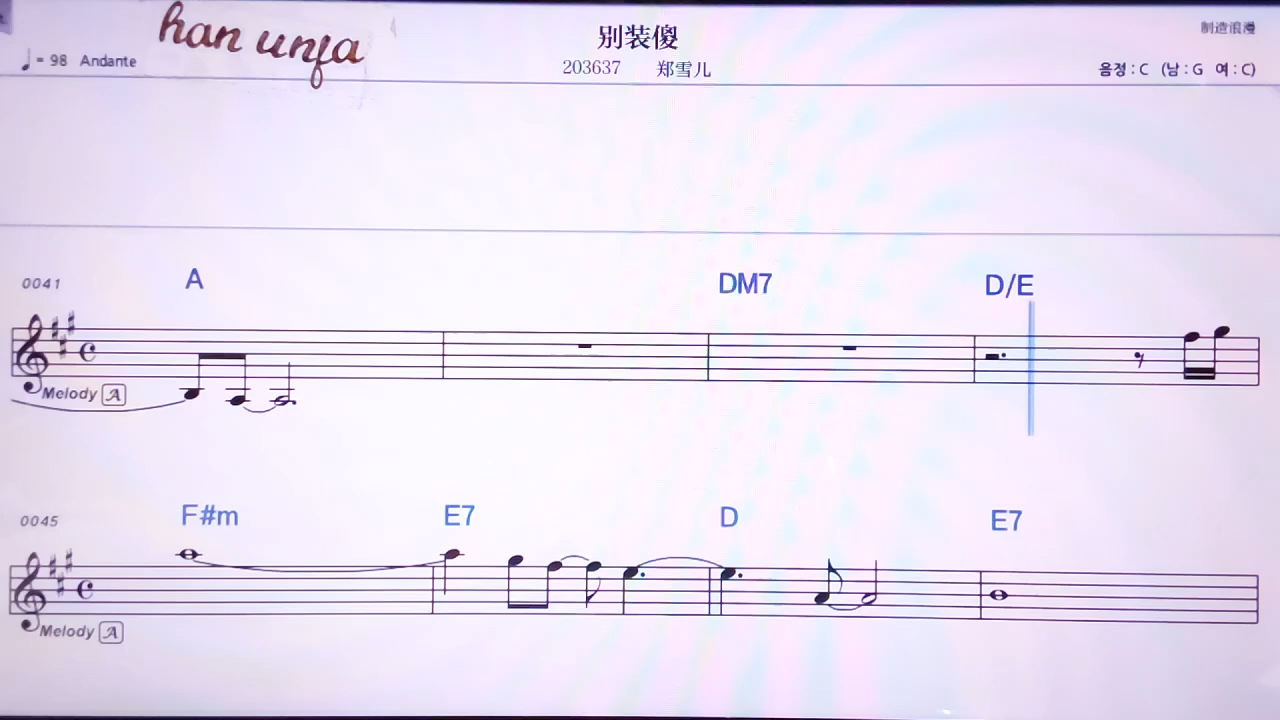 han unfa
别装傻
制造浪漫
♩= 98 Andante
203637 郑雪儿
음정 : C (남 : G 여 : C)
0041 A DM7 D/E
Melody A
0045 F#m E7 D E7
Melody A